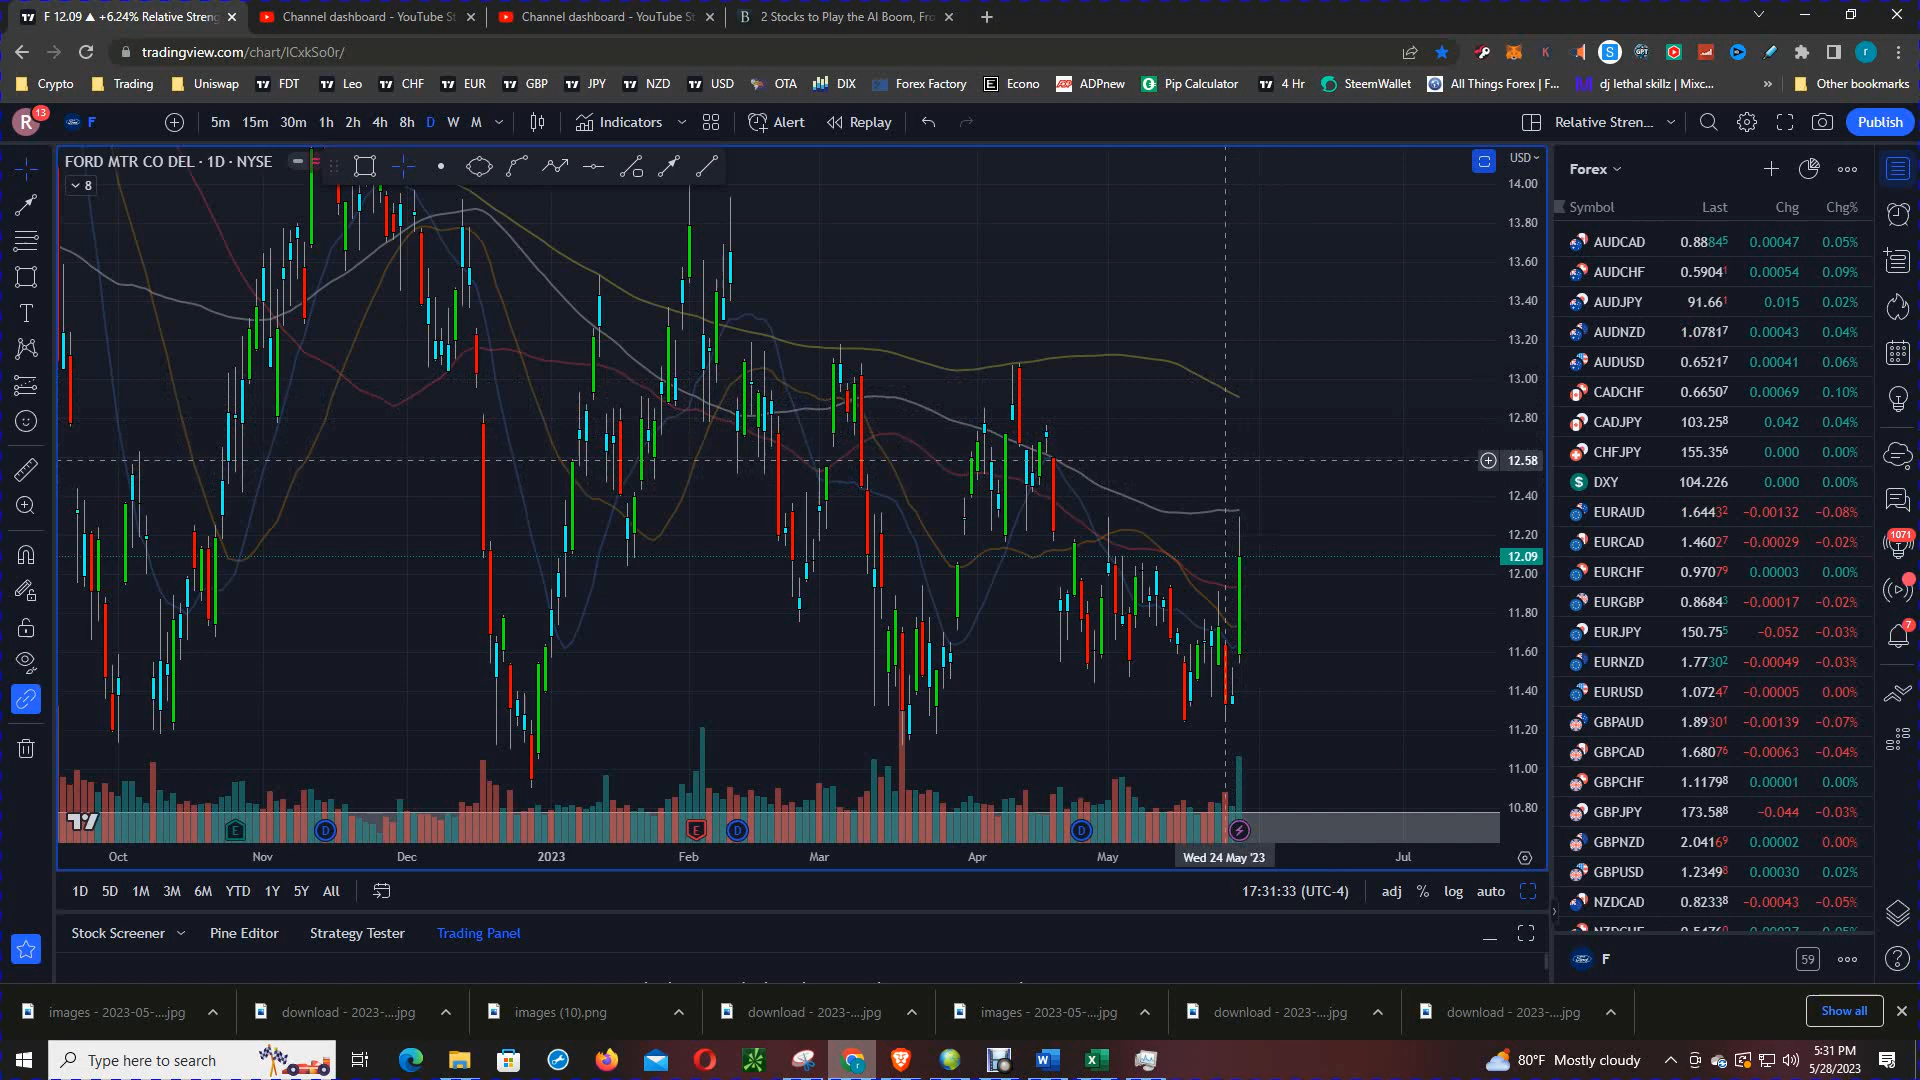 F 12.09 ▲ +6.24% Relative Streng
Channel dashboard - YouTube St
Channel dashboard - YouTube St
2 Stocks to Play the AI Boom, Fro
tradingview.com/chart/lCxkSo0r/
Crypto Trading Uniswap FDT Leo CHF EUR GBP JPY NZD USD OTA DIX Forex Factory Econo ADPnew Pip Calculator 4 Hr SteemWallet All Things Forex | F... dj lethal skillz | Mixc... » Other bookmarks
R 13 F 5m 15m 30m 1h 2h 4h 8h D W M Indicators Alert Replay Relative Stren... Publish
FORD MTR CO DEL · 1D · NYSE
8
USD
14.00
13.80
13.60
13.40
13.20
13.00
12.80
12.58
12.40
12.20
12.09
12.00
11.80
11.60
11.40
11.20
11.00
10.80
E D E D D
Oct Nov Dec 2023 Feb Mar Apr May Wed 24 May '23 Jul
1D 5D 1M 3M 6M YTD 1Y 5Y All 17:31:33 (UTC-4) adj % log auto
Stock Screener Pine Editor Strategy Tester Trading Panel
Forex
Symbol Last Chg Chg%
AUDCAD 0.88845 0.00047 0.05%
AUDCHF 0.59041 0.00054 0.09%
AUDJPY 91.661 0.015 0.02%
AUDNZD 1.07817 0.00043 0.04%
AUDUSD 0.65217 0.00041 0.06%
CADCHF 0.66507 0.00069 0.10%
CADJPY 103.258 0.042 0.04%
CHFJPY 155.356 0.000 0.00%
DXY 104.226 0.000 0.00%
EURAUD 1.64432 −0.00132 −0.08%
EURCAD 1.46027 −0.00029 −0.02%
EURCHF 0.97079 0.00003 0.00%
EURGBP 0.86843 −0.00017 −0.02%
EURJPY 150.755 −0.052 −0.03%
EURNZD 1.77302 −0.00049 −0.03%
EURUSD 1.07247 −0.00005 0.00%
GBPAUD 1.89301 −0.00139 −0.07%
GBPCAD 1.68076 −0.00063 −0.04%
GBPCHF 1.11798 0.00001 0.00%
GBPJPY 173.588 −0.044 −0.03%
GBPNZD 2.04169 0.00002 0.00%
GBPUSD 1.23498 0.00030 0.02%
NZDCAD 0.82338 −0.00043 −0.05%
F 59
1071
7
images - 2023-05-....jpg download - 2023-....jpg images (10).png download - 2023-....jpg images - 2023-05-....jpg download - 2023-....jpg download - 2023-....jpg Show all
Type here to search
80°F Mostly cloudy
5:31 PM
5/28/2023